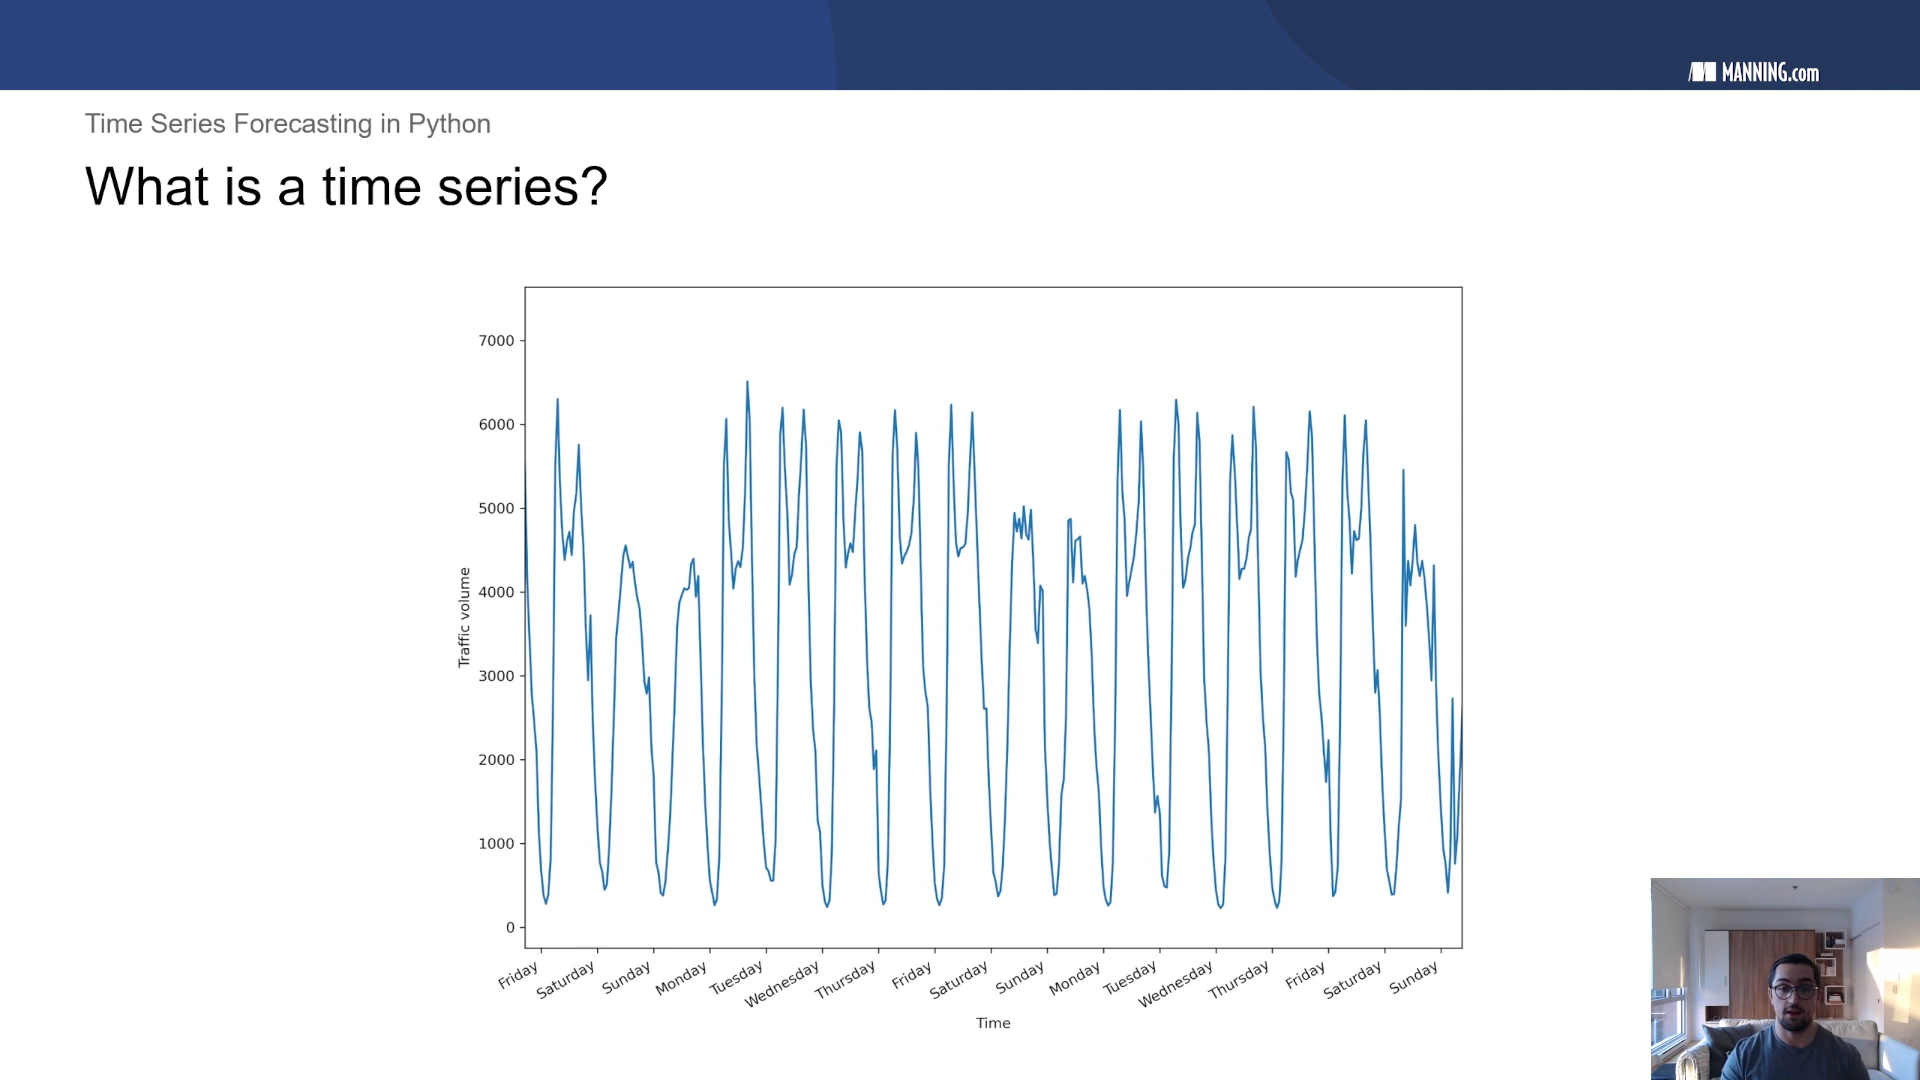 MANNING.com
Time Series Forecasting in Python
What is a time series?
7000
6000
5000
4000
3000
2000
1000
0
Traffic volume
Friday
Saturday
Sunday
Monday
Tuesday
Wednesday
Thursday
Friday
Saturday
Sunday
Monday
Tuesday
Wednesday
Thursday
Friday
Saturday
Sunday
Time